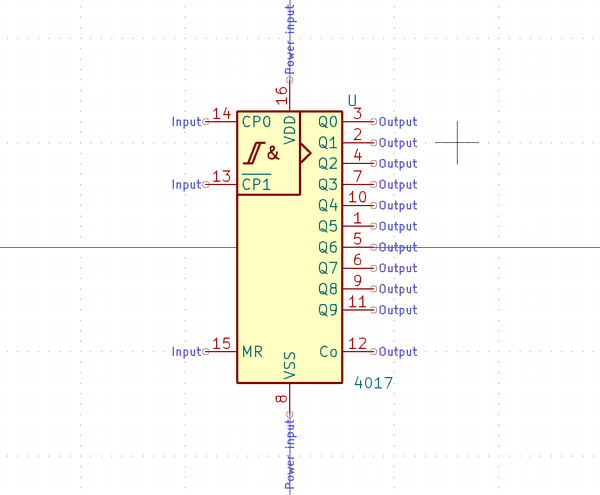 Power input
16
U
VDD
Input 14 CP0 Q0 3 Output
Q1 2 Output
&
Q2 4 Output
Input 13 CP1 Q3 7 Output
Q4 10 Output
Q5 1 Output
Q6 5 Output
Q7 6 Output
Q8 9 Output
Q9 11 Output
Input 15 MR Co 12 Output
VSS
4017
8
Power input